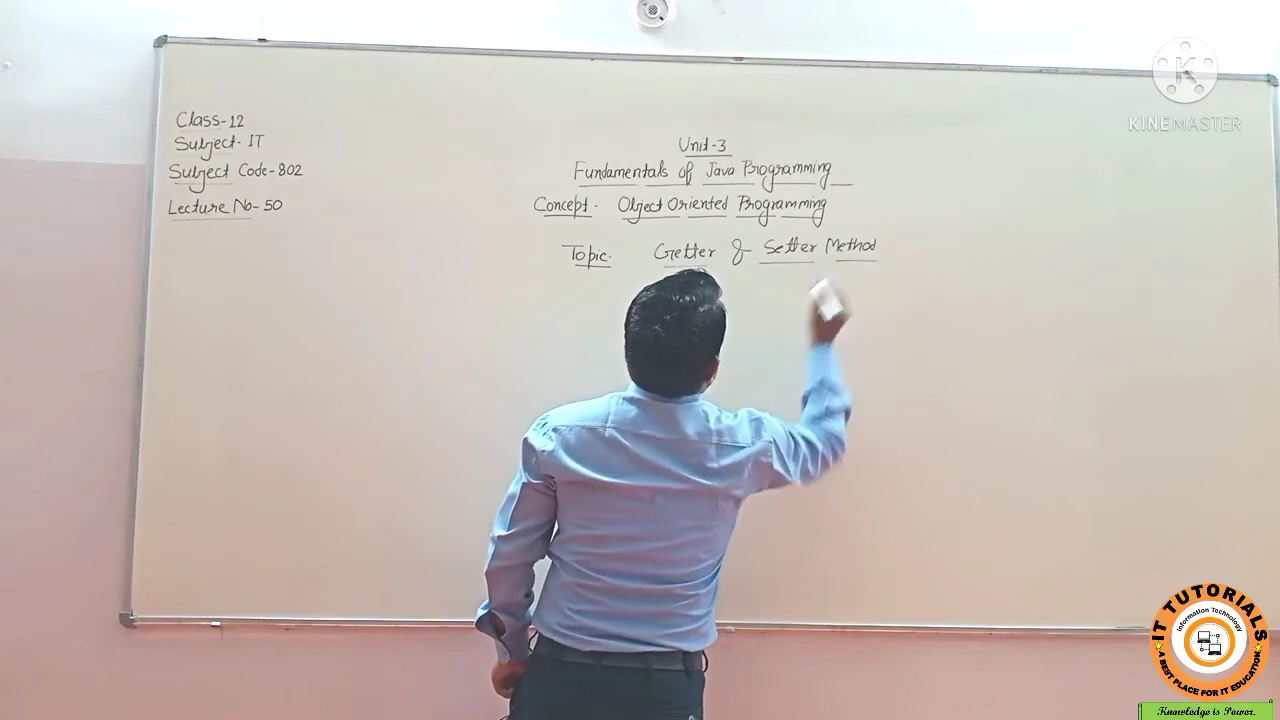 Class-12
Subject-IT
Subject Code-802
Lecture No-50
Unit-3
Fundamentals of Java Programming
Concept- Object Oriented Programming
Topic- Getter & Setter Method
K
KINEMASTER
IT TUTORIALS
Information Technology
A BEST PLACE FOR IT EDUCATION
Knowledge is Power.